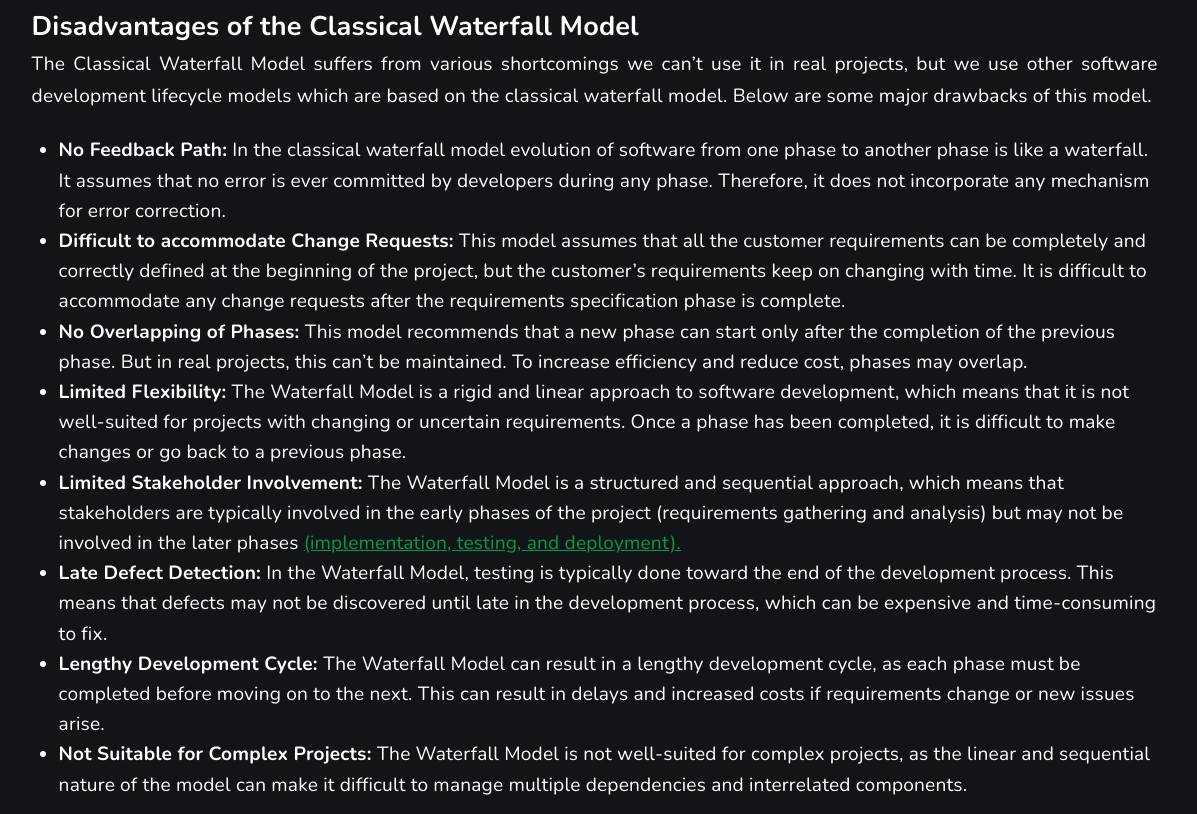 Disadvantages of the Classical Waterfall Model
The Classical Waterfall Model suffers from various shortcomings we can't use it in real projects, but we use other software
development lifecycle models which are based on the classical waterfall model. Below are some major drawbacks of this model.
• No Feedback Path: In the classical waterfall model evolution of software from one phase to another phase is like a waterfall.
It assumes that no error is ever committed by developers during any phase. Therefore, it does not incorporate any mechanism
for error correction.
• Difficult to accommodate Change Requests: This model assumes that all the customer requirements can be completely and
correctly defined at the beginning of the project, but the customer's requirements keep on changing with time. It is difficult to
accommodate any change requests after the requirements specification phase is complete.
• No Overlapping of Phases: This model recommends that a new phase can start only after the completion of the previous
phase. But in real projects, this can't be maintained. To increase efficiency and reduce cost, phases may overlap.
• Limited Flexibility: The Waterfall Model is a rigid and linear approach to software development, which means that it is not
well-suited for projects with changing or uncertain requirements. Once a phase has been completed, it is difficult to make
changes or go back to a previous phase.
• Limited Stakeholder Involvement: The Waterfall Model is a structured and sequential approach, which means that
stakeholders are typically involved in the early phases of the project (requirements gathering and analysis) but may not be
involved in the later phases (implementation, testing, and deployment).
• Late Defect Detection: In the Waterfall Model, testing is typically done toward the end of the development process. This
means that defects may not be discovered until late in the development process, which can be expensive and time-consuming
to fix.
• Lengthy Development Cycle: The Waterfall Model can result in a lengthy development cycle, as each phase must be
completed before moving on to the next. This can result in delays and increased costs if requirements change or new issues
arise.
• Not Suitable for Complex Projects: The Waterfall Model is not well-suited for complex projects, as the linear and sequential
nature of the model can make it difficult to manage multiple dependencies and interrelated components.